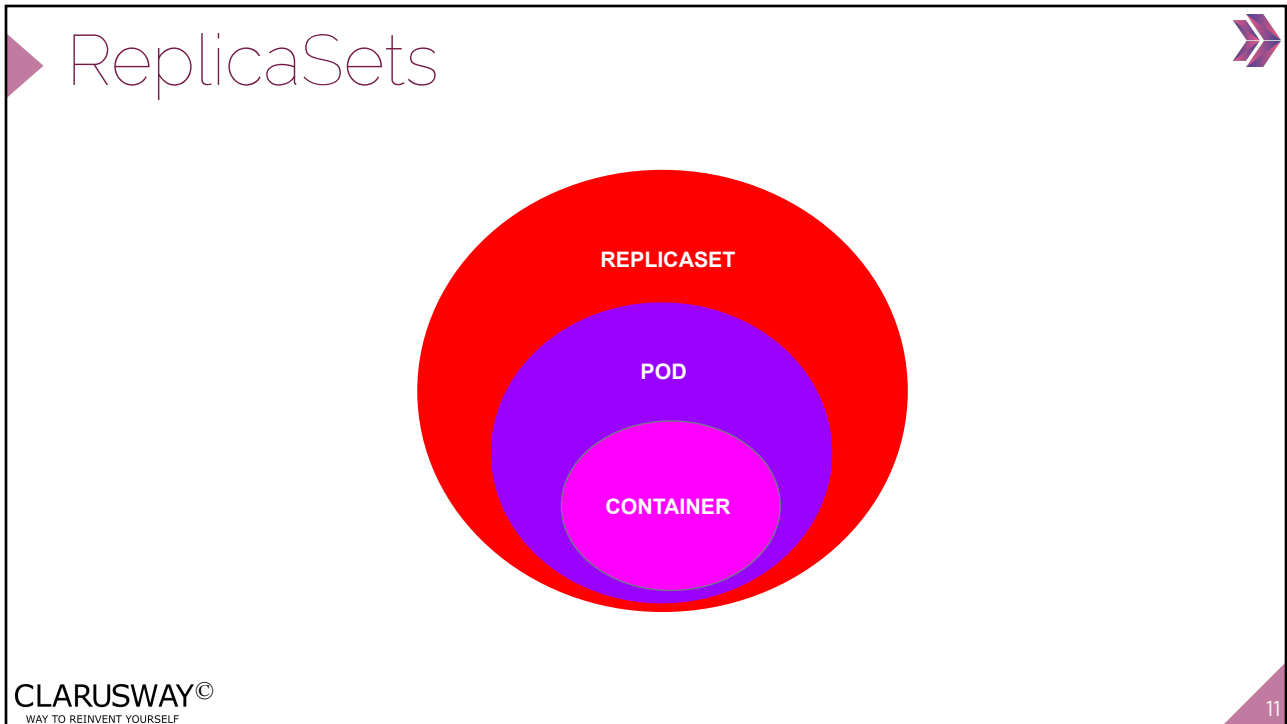 ReplicaSets
REPLICASET
POD
CONTAINER
CLARUSWAY©
WAY TO REINVENT YOURSELF
11